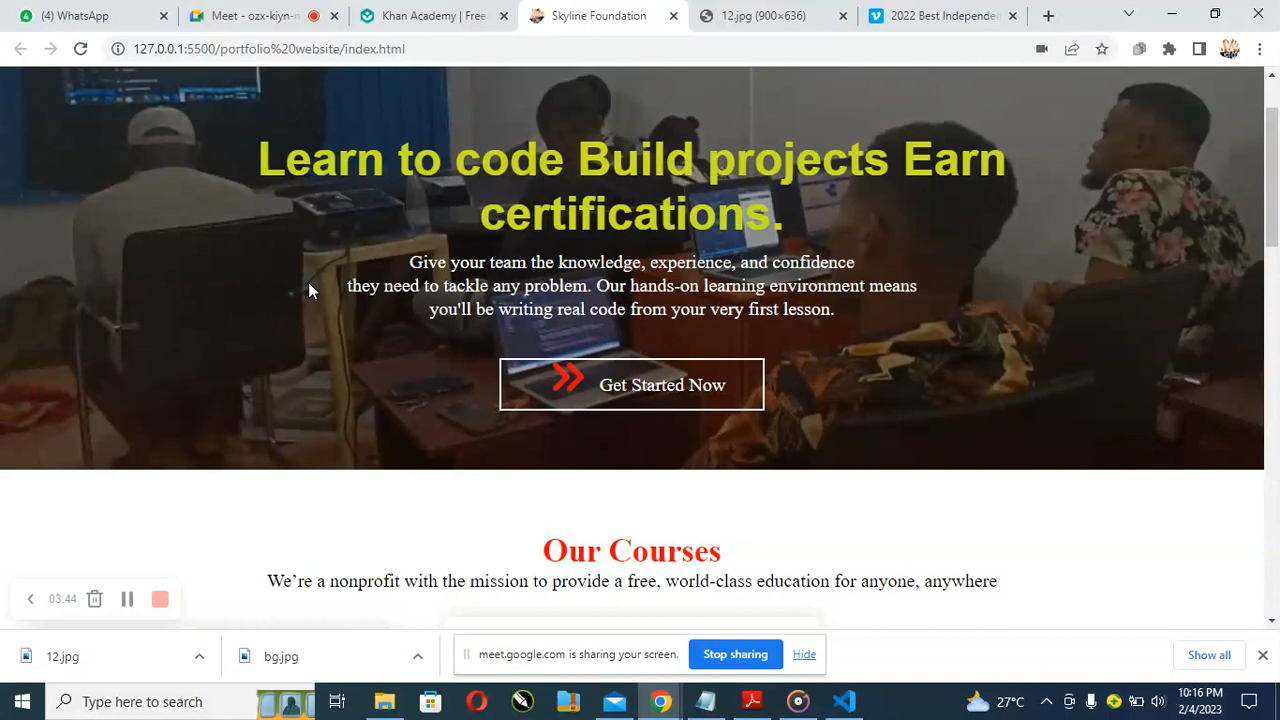 (4) WhatsApp
Meet - ozx-kiyn-n
Khan Academy | Free
Skyline Foundation
12.jpg (900×636)
2022 Best Independen
127.0.0.1:5500/portfolio%20website/index.html
Learn to code Build projects Earn
certifications.
Give your team the knowledge, experience, and confidence
they need to tackle any problem. Our hands-on learning environment means
you'll be writing real code from your very first lesson.
Get Started Now
Our Courses
We're a nonprofit with the mission to provide a free, world-class education for anyone, anywhere
03:44
12.jpg
bg.jpg
meet.google.com is sharing your screen.
Stop sharing
Hide
Show all
Type here to search
27°C
10:16 PM
2/4/2023